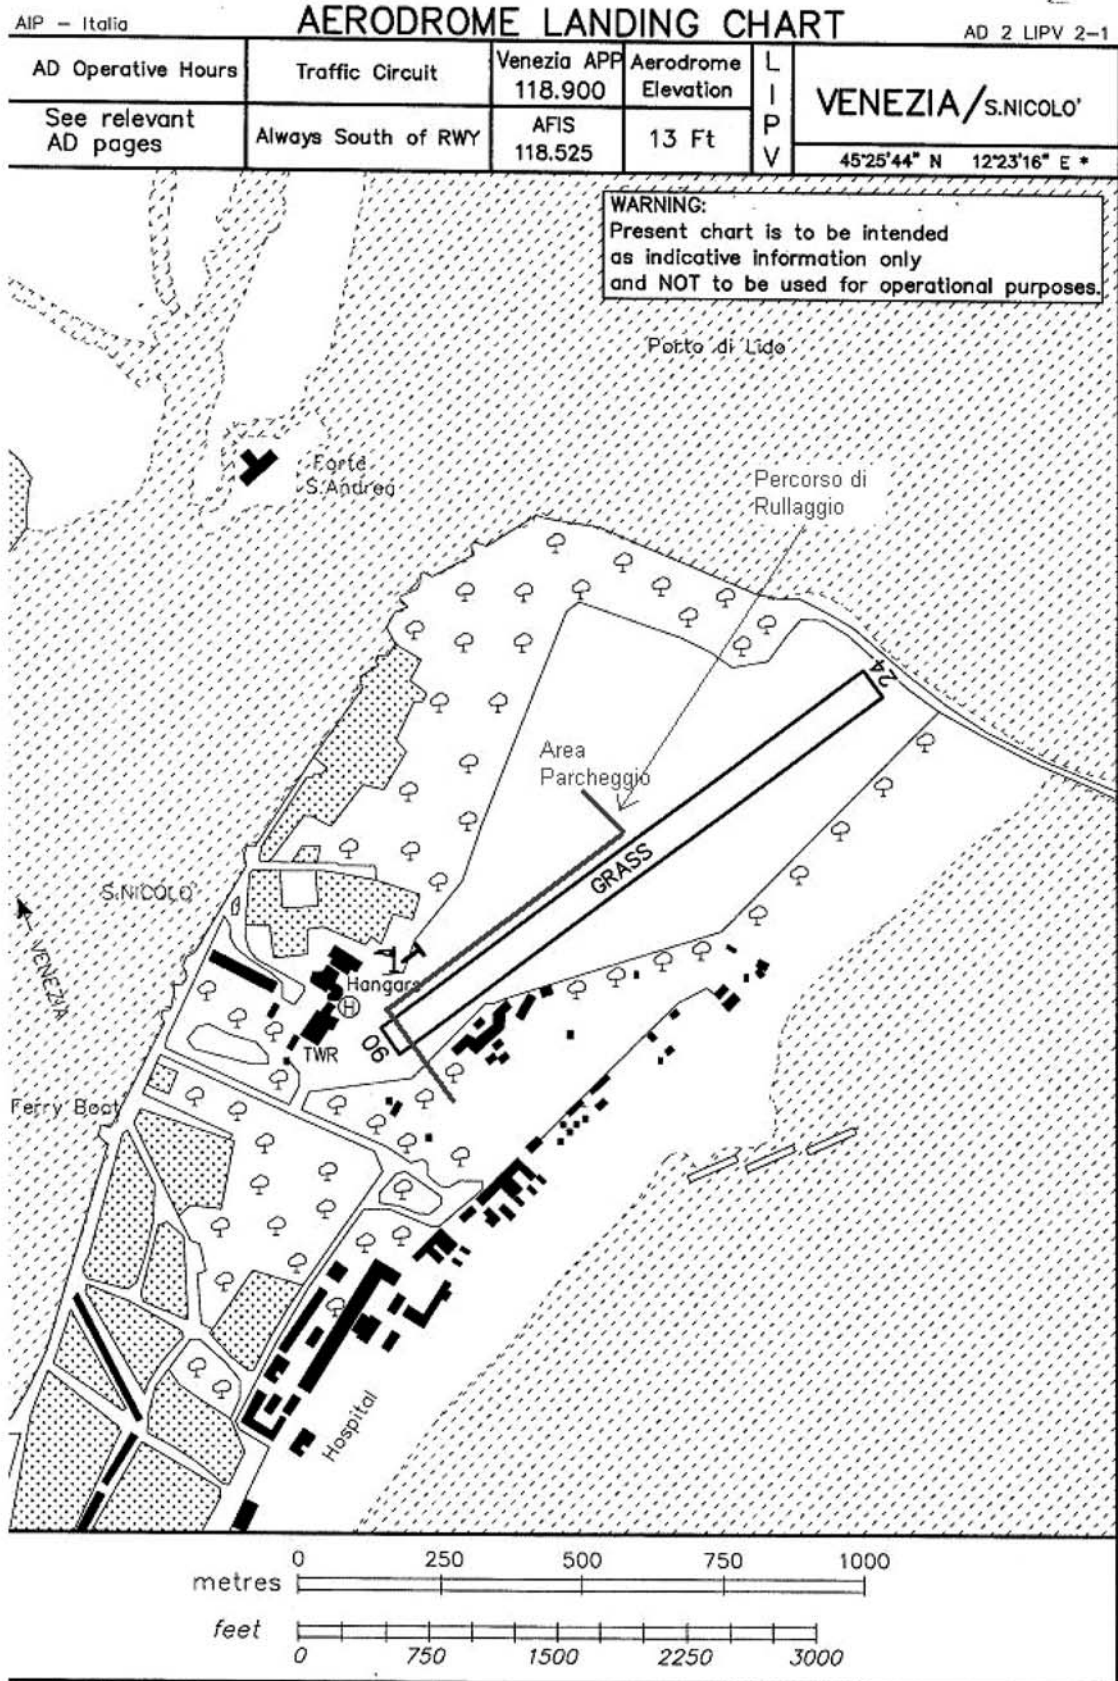 AIP - Italia
AERODROME LANDING CHART
AD 2 LIPV 2-1
AD Operative Hours
See relevant
AD pages
Traffic Circuit
Always South of RWY
Venezia APP
118.900
AFIS
118.525
Aerodrome
Elevation
13 Ft
L
I
P
V
VENEZIA/S.NICOLO'
45°25'44" N 12°23'16" E *
WARNING:
Present chart is to be intended
as indicative information only
and NOT to be used for operational purposes.
Porto di Lido
Forte
S.Andrea
Percorso di
Rullaggio
24
Area
Parcheggio
GRASS
S.NICOLO'
VENEZIA
Hangars
H
06
TWR
Ferry Boat
Hospital
0 250 500 750 1000
metres
feet
0 750 1500 2250 3000